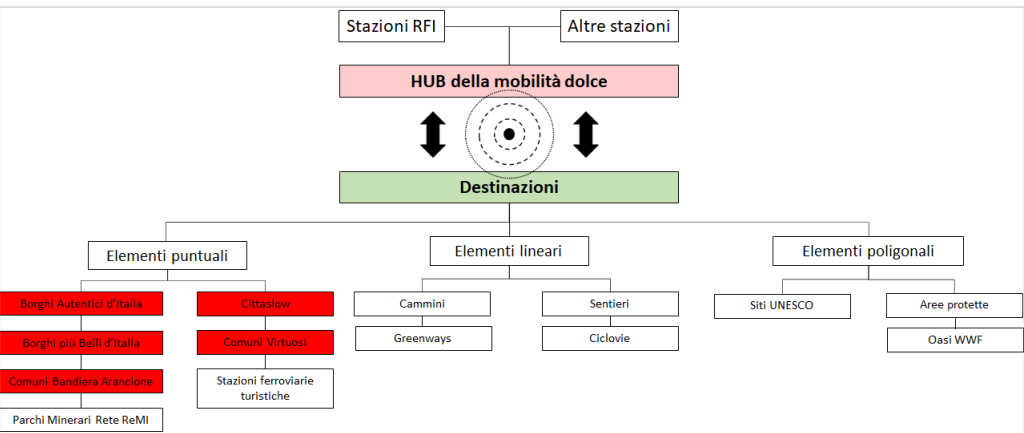 Stazioni RFI
Altre stazioni
HUB della mobilità dolce
Destinazioni
Elementi puntuali
Elementi lineari
Elementi poligonali
Borghi Autentici d'Italia
Cittaslow
Cammini
Sentieri
Siti UNESCO
Aree protette
Borghi più Belli d'Italia
Comuni Virtuosi
Greenways
Ciclovie
Oasi WWF
Comuni Bandiera Arancione
Stazioni ferroviarie
turistiche
Parchi Minerari Rete ReMI